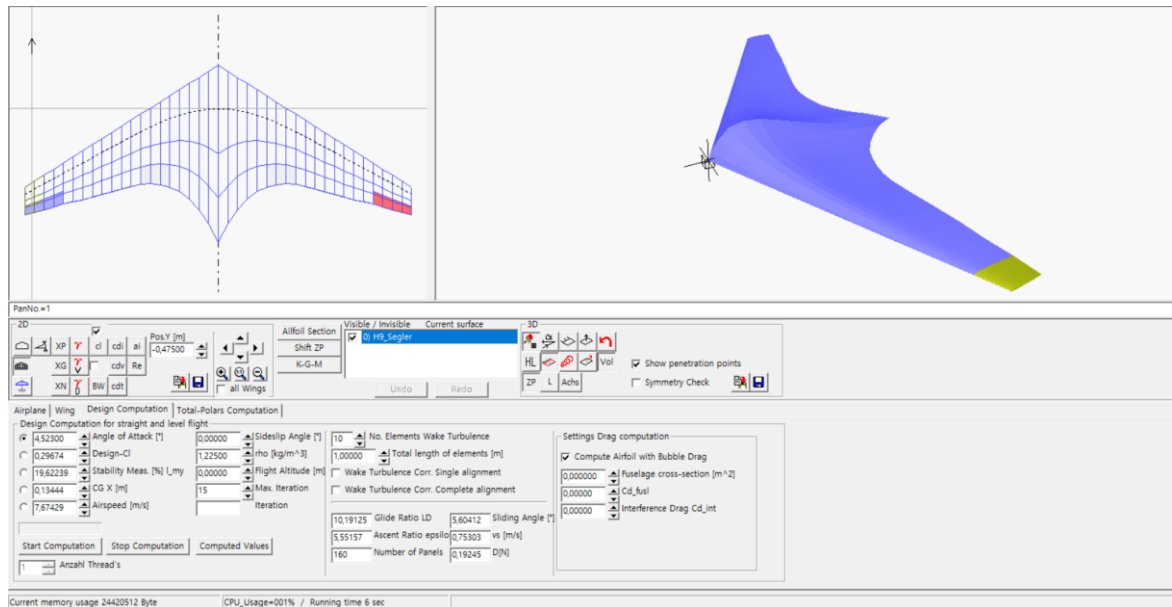 PanNo.=1
2D
XP γ cl cdi ai
Pos.Y [m]
-0,47500
XG γ V cdv Re
XN γ D BW cdt
all Wings
Ailfoil Section
Shift ZP
K-G-M
Visible / Invisible Current surface
0) H9_Segler
Undo Redo
3D
HL Vol
ZP L Achs
Show penetration points
Symmetry Check
Airplane Wing Design Computation Total-Polars Computation
Design Computation for straight and level flight
4,52300 Angle of Attack [°] 0,00000 Sideslip Angle [°]
0,29674 Design-Cl 1,22500 rho [kg/m^3]
19,62239 Stability Meas. [%] l_my 0,00000 Flight Altitude [m]
0,13444 CG X [m] 15 Max. Iteration
7,67429 Airspeed [m/s] Iteration
Start Computation Stop Computation Computed Values
1 Anzahl Thread's
10 No. Elements Wake Turbulence
1,00000 Total length of elements [m]
Wake Turbulence Corr. Single alignment
Wake Turbulence Corr. Complete alignment
10,19125 Glide Ratio LD 5,60412 Sliding Angle [°]
5,55157 Ascent Ratio epsilo 0,75303 vs [m/s]
160 Number of Panels 0,19245 D[N]
Settings Drag computation
Compute Airfoil with Bubble Drag
0,000000 Fuselage cross-section [m^2]
0,00000 Cd_fusl
0,00000 Interference Drag Cd_int
Current memory usage 24420512 Byte CPU_Usage=001% / Running time 6 sec